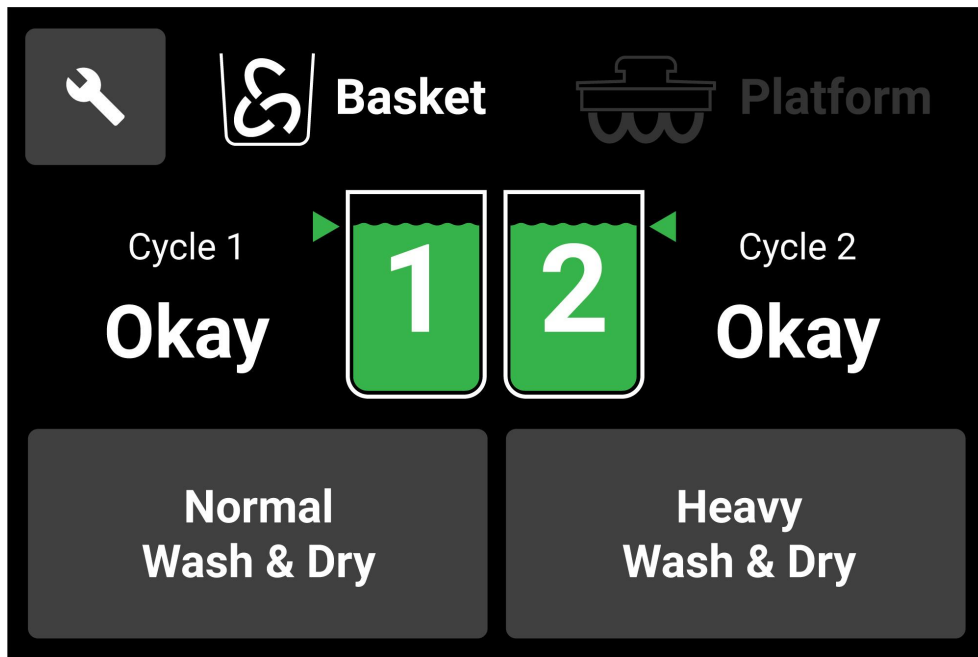 Basket
Platform
Cycle 1
Okay
1
2
Cycle 2
Okay
Normal
Wash & Dry
Heavy
Wash & Dry